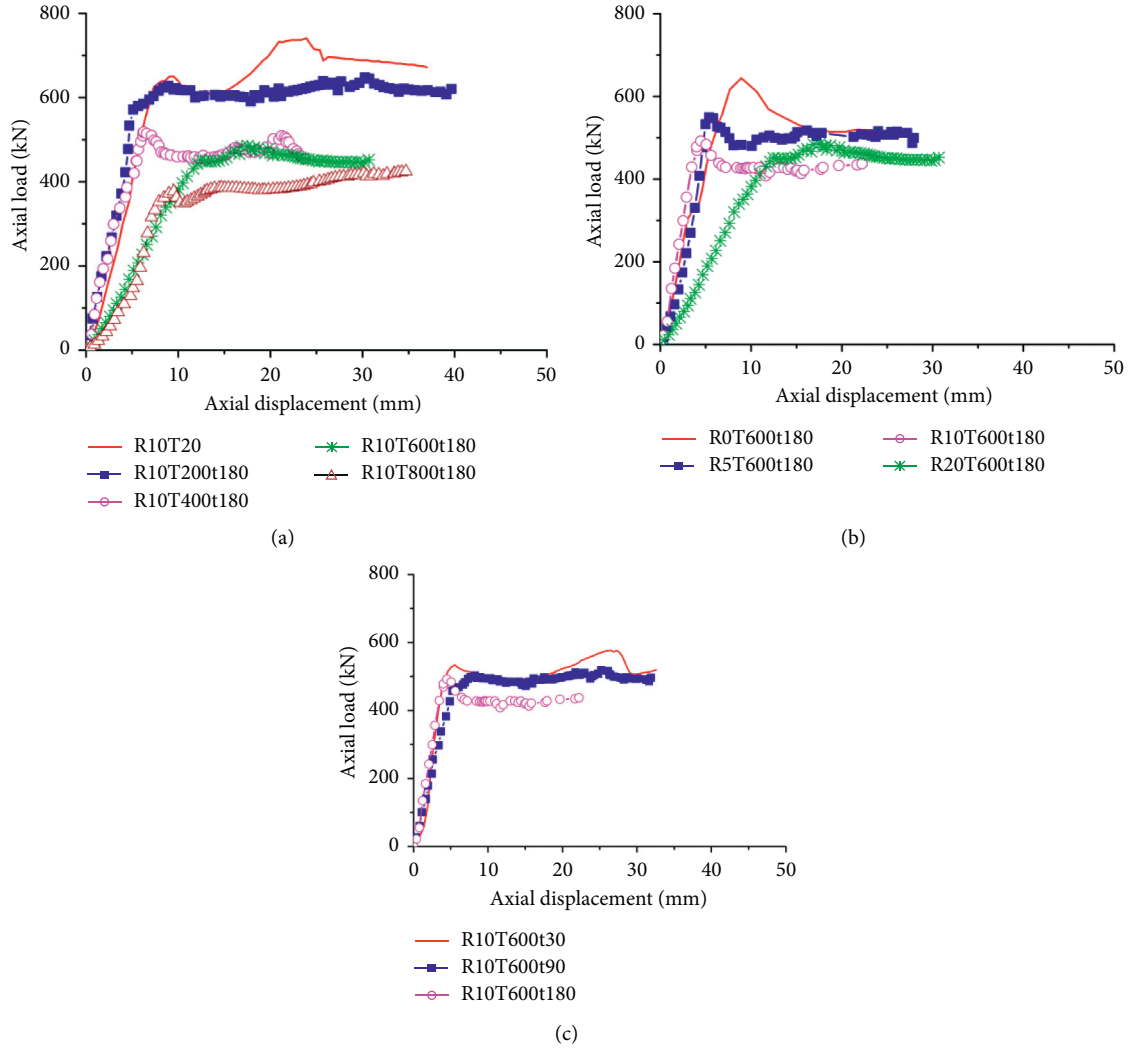 800
600
400
200
0
Axial load (kN)
0 10 20 30 40 50
Axial displacement (mm)
R10T20
R10T200t180
R10T400t180
R10T600t180
R10T800t180
(a)
800
600
400
200
0
Axial load (kN)
0 10 20 30 40 50
Axial displacement (mm)
R0T600t180
R5T600t180
R10T600t180
R20T600t180
(b)
800
600
400
200
0
Axial load (kN)
0 10 20 30 40 50
Axial displacement (mm)
R10T600t30
R10T600t90
R10T600t180
(c)